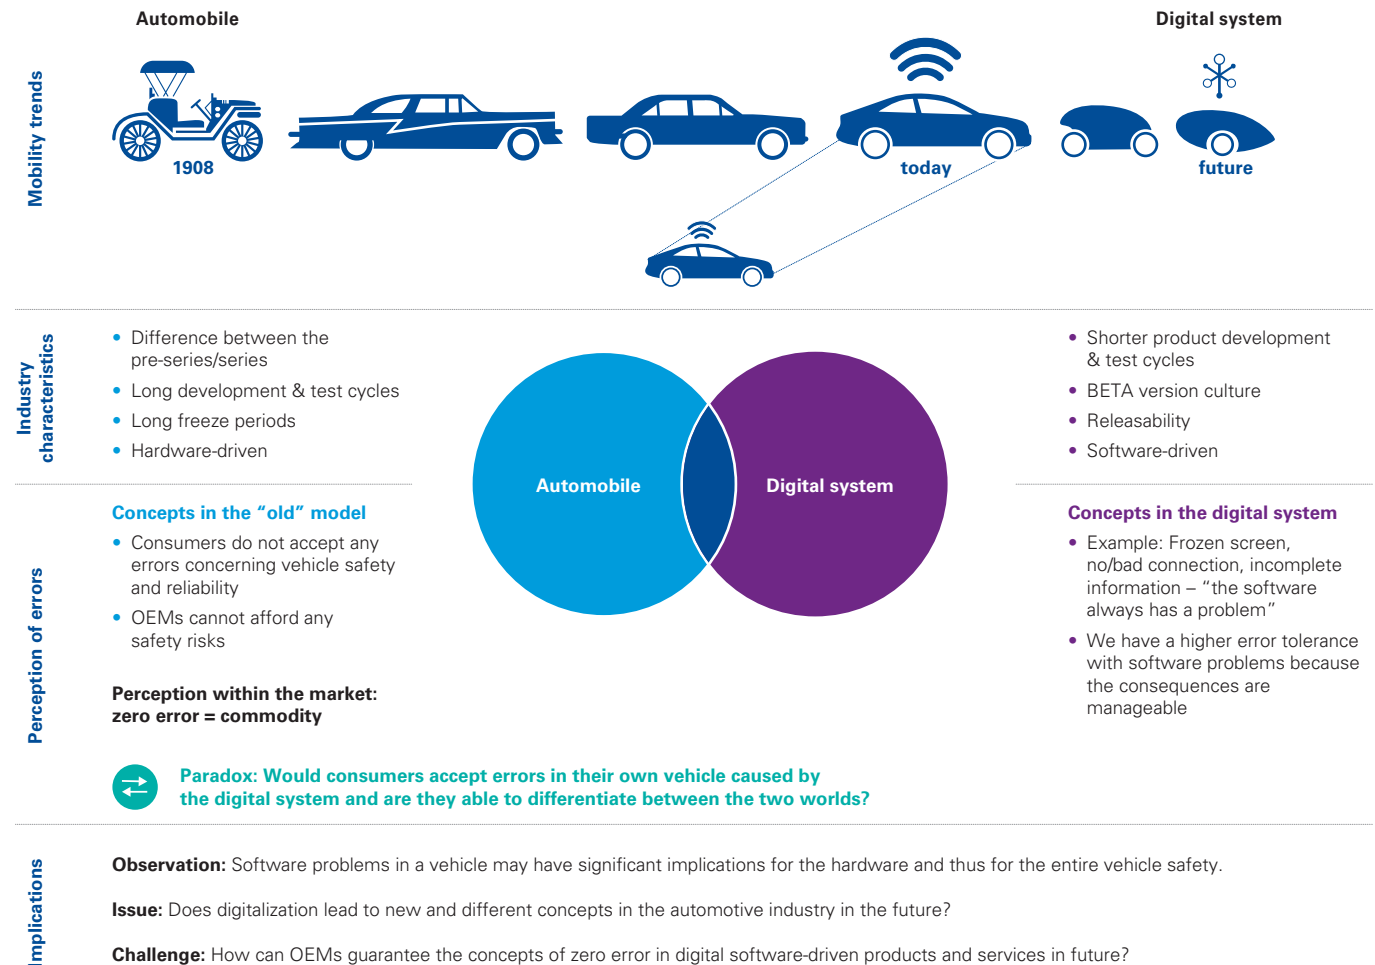 Automobile
Digital system
Mobility trends
1908
today
future
Industry
characteristics
• Difference between the
pre-series/series
• Long development & test cycles
• Long freeze periods
• Hardware-driven
Automobile
Digital system
• Shorter product development
& test cycles
• BETA version culture
• Releasability
• Software-driven
Perception of errors
Concepts in the “old” model
• Consumers do not accept any
errors concerning vehicle safety
and reliability
• OEMs cannot afford any
safety risks
Perception within the market:
zero error = commodity
Concepts in the digital system
• Example: Frozen screen,
no/bad connection, incomplete
information – “the software
always has a problem”
• We have a higher error tolerance
with software problems because
the consequences are
manageable
Paradox: Would consumers accept errors in their own vehicle caused by
the digital system and are they able to differentiate between the two worlds?
Implications
Observation: Software problems in a vehicle may have significant implications for the hardware and thus for the entire vehicle safety.
Issue: Does digitalization lead to new and different concepts in the automotive industry in the future?
Challenge: How can OEMs guarantee the concepts of zero error in digital software-driven products and services in future?